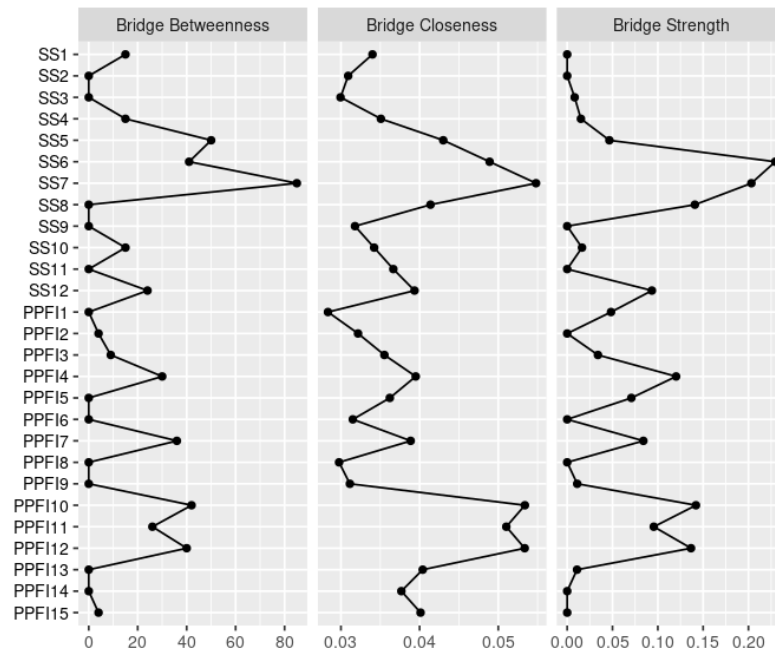 Bridge Betweenness Bridge Closeness Bridge Strength
SS1
SS2
SS3
SS4
SS5
SS6
SS7
SS8
SS9
SS10
SS11
SS12
PPFI1
PPFI2
PPFI3
PPFI4
PPFI5
PPFI6
PPFI7
PPFI8
PPFI9
PPFI10
PPFI11
PPFI12
PPFI13
PPFI14
PPFI15
0 20 40 60 80 0.03 0.04 0.05 0.00 0.05 0.10 0.15 0.20